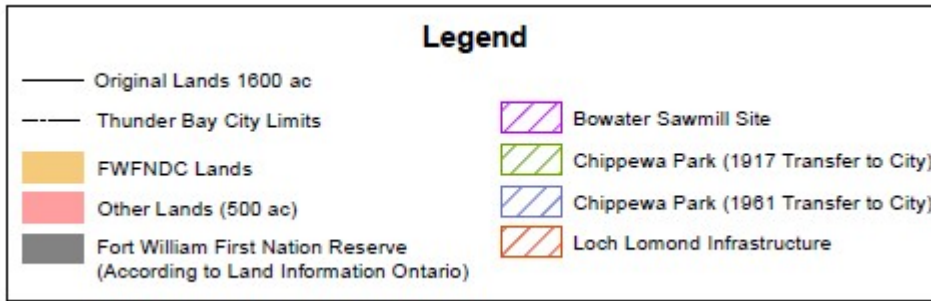 Legend
Original Lands 1600 ac
Thunder Bay City Limits
FWFNDC Lands
Other Lands (500 ac)
Fort William First Nation Reserve
(According to Land Information Ontario)
Bowater Sawmill Site
Chippewa Park (1917 Transfer to City)
Chippewa Park (1961 Transfer to City)
Loch Lomond Infrastructure